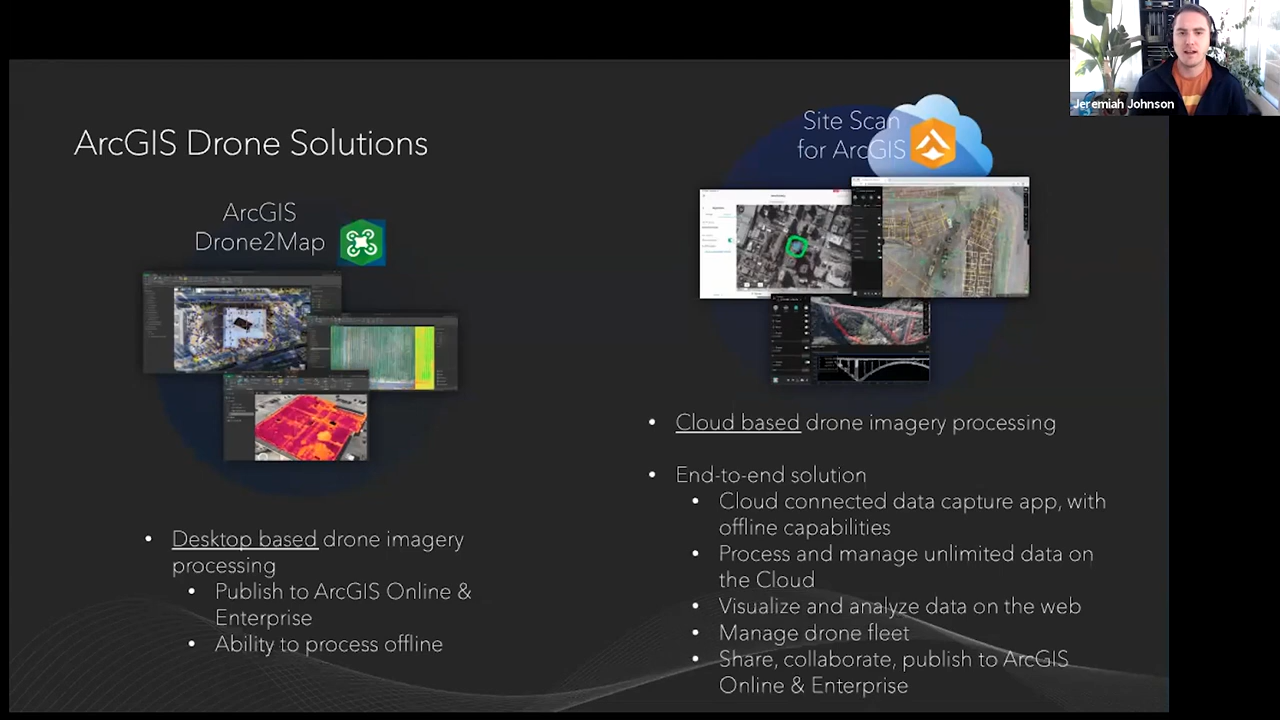 Jeremiah Johnson
ArcGIS Drone Solutions
ArcGIS
Drone2Map
• Desktop based drone imagery
processing
• Publish to ArcGIS Online &
Enterprise
• Ability to process offline
Site Scan
for ArcGIS
• Cloud based drone imagery processing
• End-to-end solution
• Cloud connected data capture app, with
offline capabilities
• Process and manage unlimited data on
the Cloud
• Visualize and analyze data on the web
• Manage drone fleet
• Share, collaborate, publish to ArcGIS
Online & Enterprise